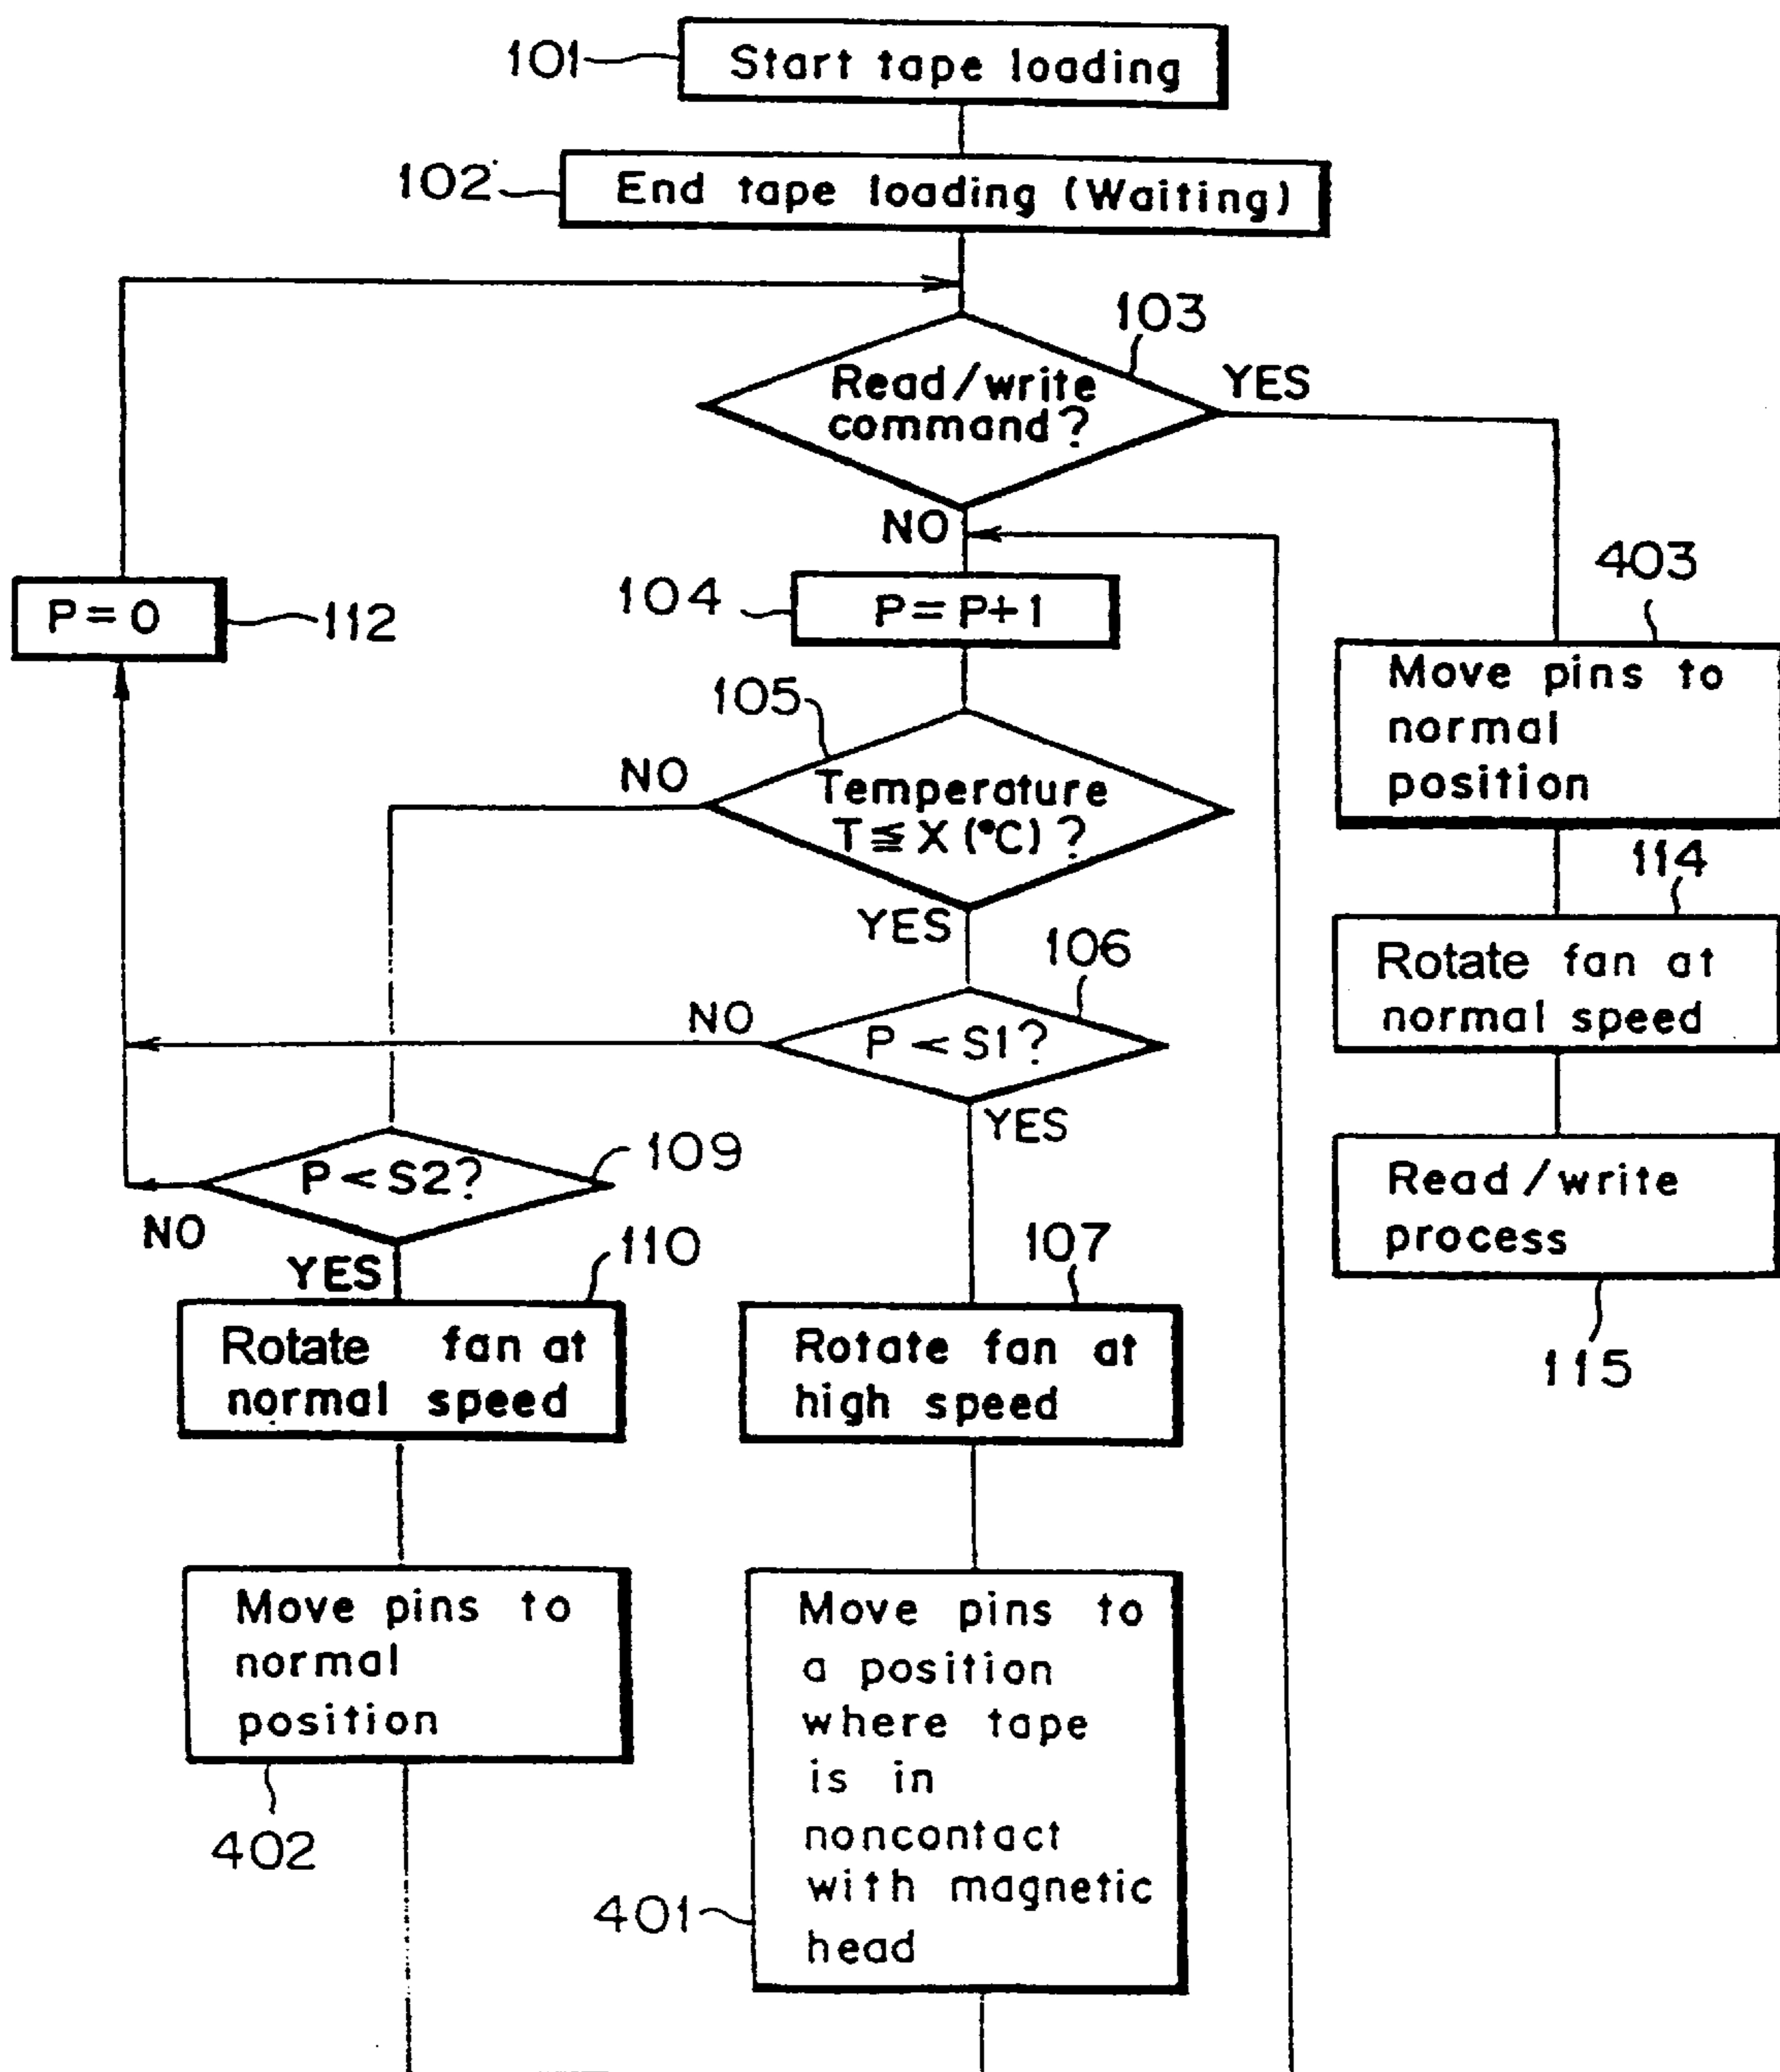 101
Start tape loading
102
End tape loading (Waiting)
103
Read/write
command?
YES
NO
P=0
112
104
P=P+1
403
Move pins to
normal
position
105
NO
Temperature
T≦X (°C)?
YES
114
Rotate fan at
normal speed
106
NO
P<S1?
YES
Read/write
process
115
P<S2?
109
NO
YES
110
Rotate fan at
normal speed
107
Rotate fan at
high speed
Move pins to
normal
position
402
Move pins to
a position
where tape
is in
noncontact
with magnetic
head
401